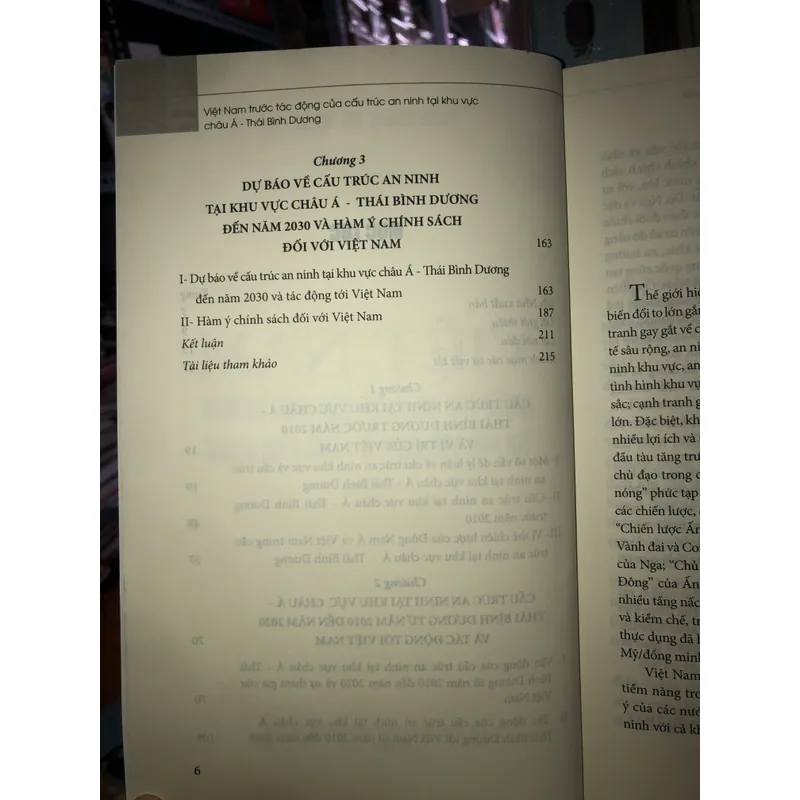 Việt Nam trước tác động của cấu trúc an ninh tại khu vực
châu Á - Thái Bình Dương
Chương 3
DỰ BÁO VỀ CẤU TRÚC AN NINH
TẠI KHU VỰC CHÂU Á - THÁI BÌNH DƯƠNG
ĐẾN NĂM 2030 VÀ HÀM Ý CHÍNH SÁCH
ĐỐI VỚI VIỆT NAM 163
I- Dự báo về cấu trúc an ninh tại khu vực châu Á - Thái Bình Dương
đến năm 2030 và tác động tới Việt Nam 163
II- Hàm ý chính sách đối với Việt Nam 187
Kết luận 211
Tài liệu tham khảo 215
6
Thế giới hiệ
biến đổi to lớn gắn
tranh gay gắt về c
tế sâu rộng, an ni
ninh khu vực, an
tình hình khu vự
sắc; cạnh tranh g
lớn. Đặc biệt, kh
nhiều lợi ích và
đầu tàu tăng trư
chủ đạo trong c
nóng” phức tạp
các chiến lược,
“Chiến lược Ấn
Vành đai và Con
của Nga; “Chủ
Đông” của Ấn
nhiều tầng nấc
và kiềm chế, tr
thực dụng đã h
Mỹ/đồng minh
Việt Nam
tiềm năng tro
ý của các nướ
ninh với cả kh